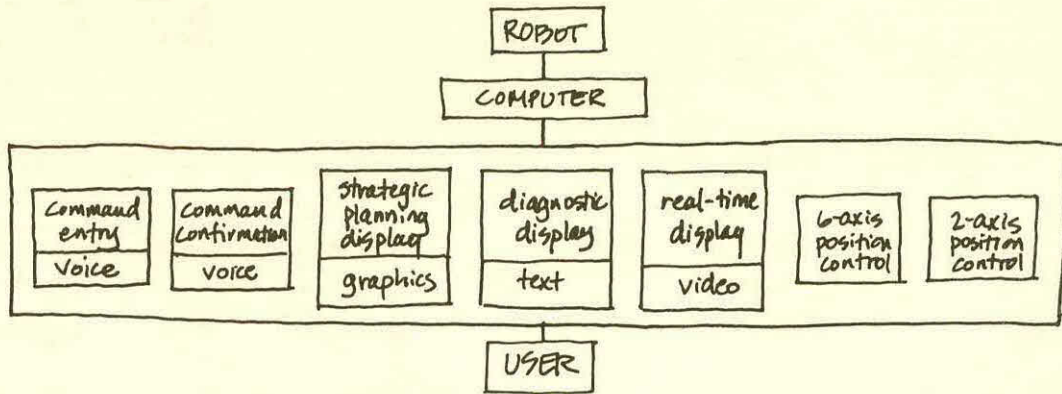 ROBOT
COMPUTER
Command
entry
voice
Command
Confirmation
voice
strategic
planning
display
graphics
diagnostic
display
text
real-time
display
video
6-axis
position
control
2-axis
position
control
USER